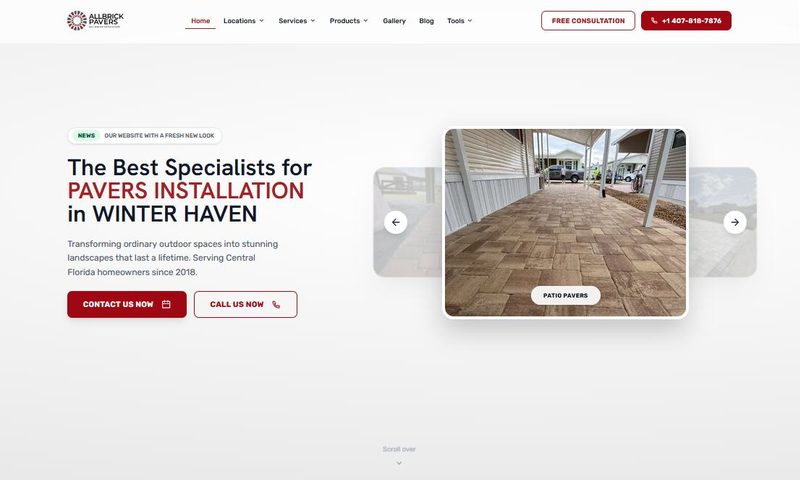 ALLBRICK
PAVERS
Home
Locations
Services
Products
Gallery
Blog
Tools
FREE CONSULTATION
+1 407-818-7876
NEWS OUR WEBSITE WITH A FRESH NEW LOOK
The Best Specialists for
PAVERS INSTALLATION
in WINTER HAVEN
Transforming ordinary outdoor spaces into stunning
landscapes that last a lifetime. Serving Central
Florida homeowners since 2018.
CONTACT US NOW
CALL US NOW
PATIO PAVERS
Scroll over